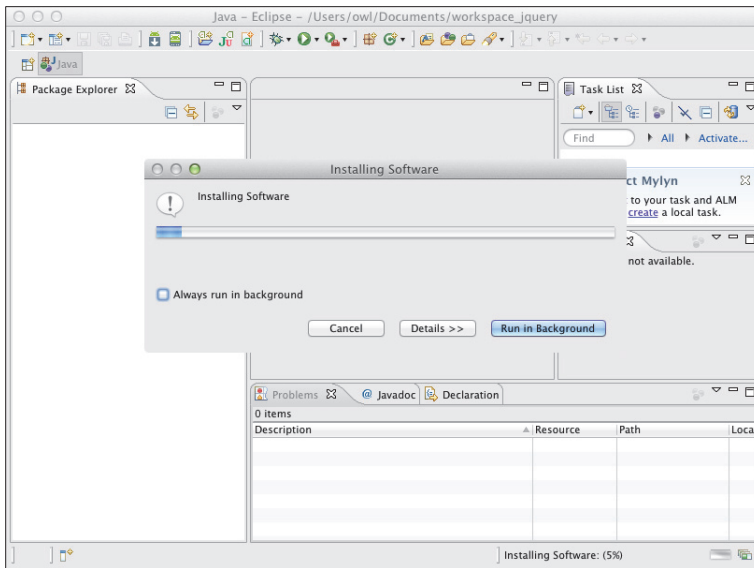 Java – Eclipse – /Users/owl/Documents/workspace_jquery
Java
Package Explorer
Task List
Find
All
Activate...
Installing Software
Installing Software
ct Mylyn
to your task and ALM
create a local task.
not available.
Always run in background
Cancel
Details >>
Run in Background
Problems
@ Javadoc
Declaration
0 items
Description
Resource
Path
Loca
Installing Software: (5%)